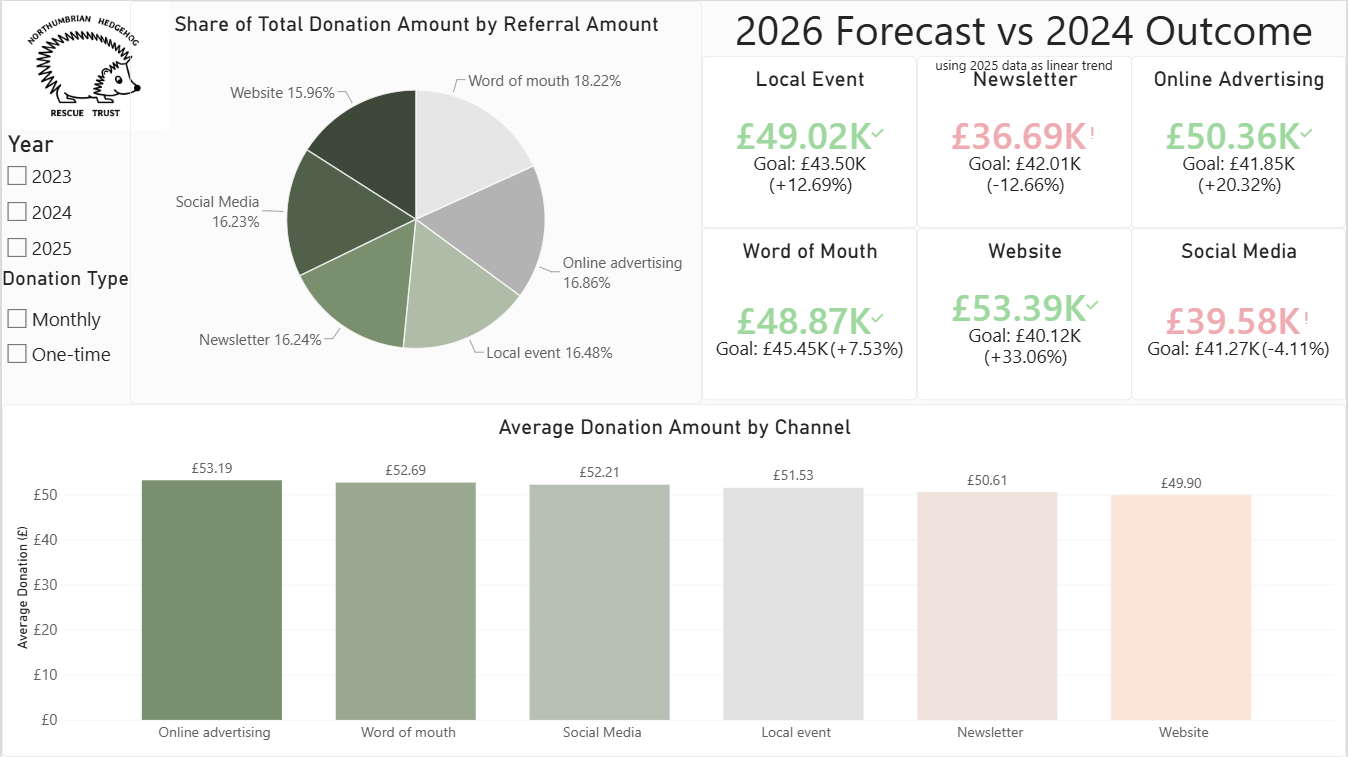 NORTHUMBRIAN HEDGEHOG
RESCUE TRUST
Year
2023
2024
2025
Donation Type
Monthly
One-time
Share of Total Donation Amount by Referral Amount
Word of mouth 18.22%
Website 15.96%
Social Media
16.23%
Online advertising
16.86%
Newsletter 16.24%
Local event 16.48%
2026 Forecast vs 2024 Outcome
using 2025 data as linear trend
Local Event
£49.02K
Goal: £43.50K
(+12.69%)
Newsletter
£36.69K!
Goal: £42.01K
(-12.66%)
Online Advertising
£50.36K
Goal: £41.85K
(+20.32%)
Word of Mouth
£48.87K
Goal: £45.45K(+7.53%)
Website
£53.39K
Goal: £40.12K
(+33.06%)
Social Media
£39.58K!
Goal: £41.27K(-4.11%)
Average Donation Amount by Channel
Average Donation (£)
£50
£40
£30
£20
£10
£0
£53.19
£52.69
£52.21
£51.53
£50.61
£49.90
Online advertising
Word of mouth
Social Media
Local event
Newsletter
Website